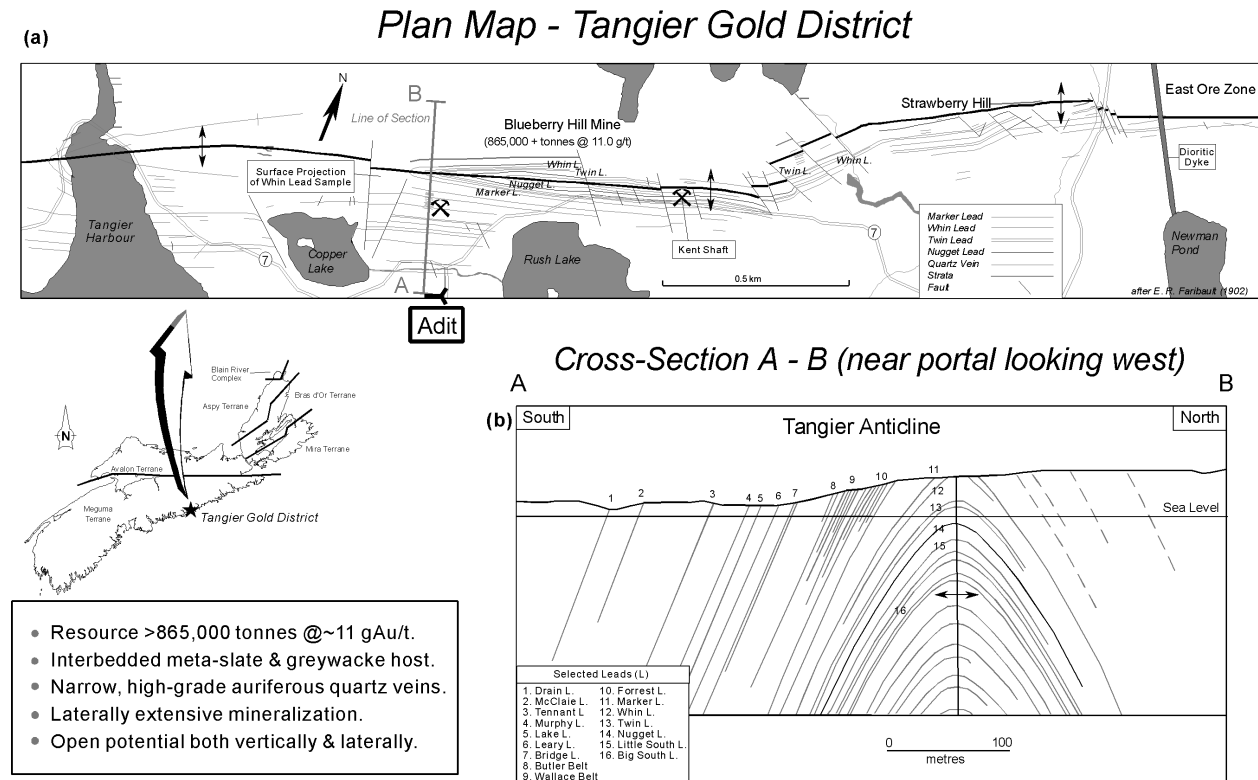 Plan Map - Tangier Gold District
(a)
N
B
Line of Section
Blueberry Hill Mine
(865,000 + tonnes @ 11.0 g/t)
Strawberry Hill
East Ore Zone
Surface Projection
of Whin Lead Sample
Whin L.
Twin L.
Nugget L.
Marker L.
Whin L.
Twin L.
Dioritic
Dyke
Tangier
Harbour
Copper
Lake
Rush Lake
Kent Shaft
7
7
0.5 km
Newman
Pond
Marker Lead
Whin Lead
Twin Lead
Nugget Lead
Quartz Vein
Strata
Fault
after E. R. Faribault (1902)
A
Adit
Blain River
Complex
Aspy Terrane
Bras d'Or Terrane
Mira Terrane
N
Avalon Terrane
Meguma
Terrane
Tangier Gold District
Resource >865,000 tonnes @~11 gAu/t.
Interbedded meta-slate & greywacke host.
Narrow, high-grade auriferous quartz veins.
Laterally extensive mineralization.
Open potential both vertically & laterally.
Cross-Section A - B (near portal looking west)
A
B
(b)
South
Tangier Anticline
North
1
2
3
4
5
6
7
8
9
10
11
12
13
14
15
16
Sea Level
Selected Leads (L)
1. Drain L.
2. McClaie L.
3. Tennant L
4. Murphy L.
5. Lake L.
6. Leary L.
7. Bridge L.
8. Butler Belt
9. Wallace Belt
10. Forrest L.
11. Marker L.
12. Whin L.
13. Twin L.
14. Nugget L.
15. Little South L.
16. Big South L.
0 100
metres